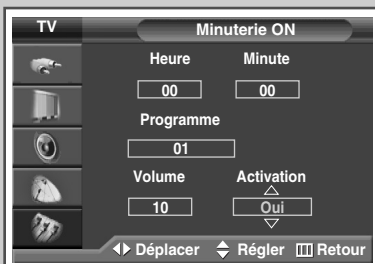 TV
Minuterie ON
Heure Minute
00 00
Programme
01
Volume Activation
10 Oui
Déplacer Régler Retour